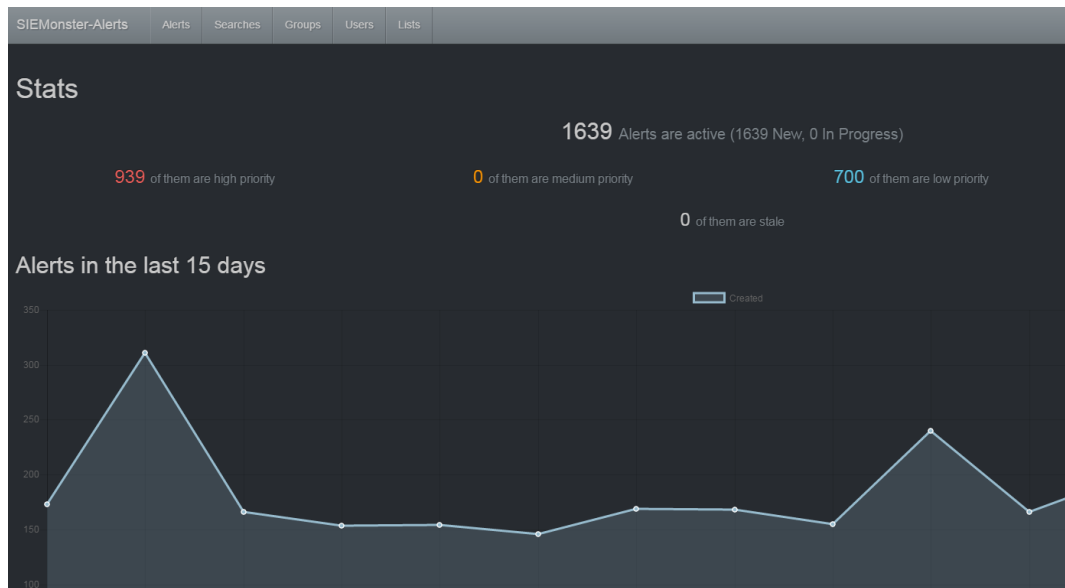 SIEMonster-Alerts Alerts Searches Groups Users Lists
Stats
1639 Alerts are active (1639 New, 0 In Progress)
939 of them are high priority 0 of them are medium priority 700 of them are low priority
0 of them are stale
Alerts in the last 15 days
Created
350
300
250
200
150
100